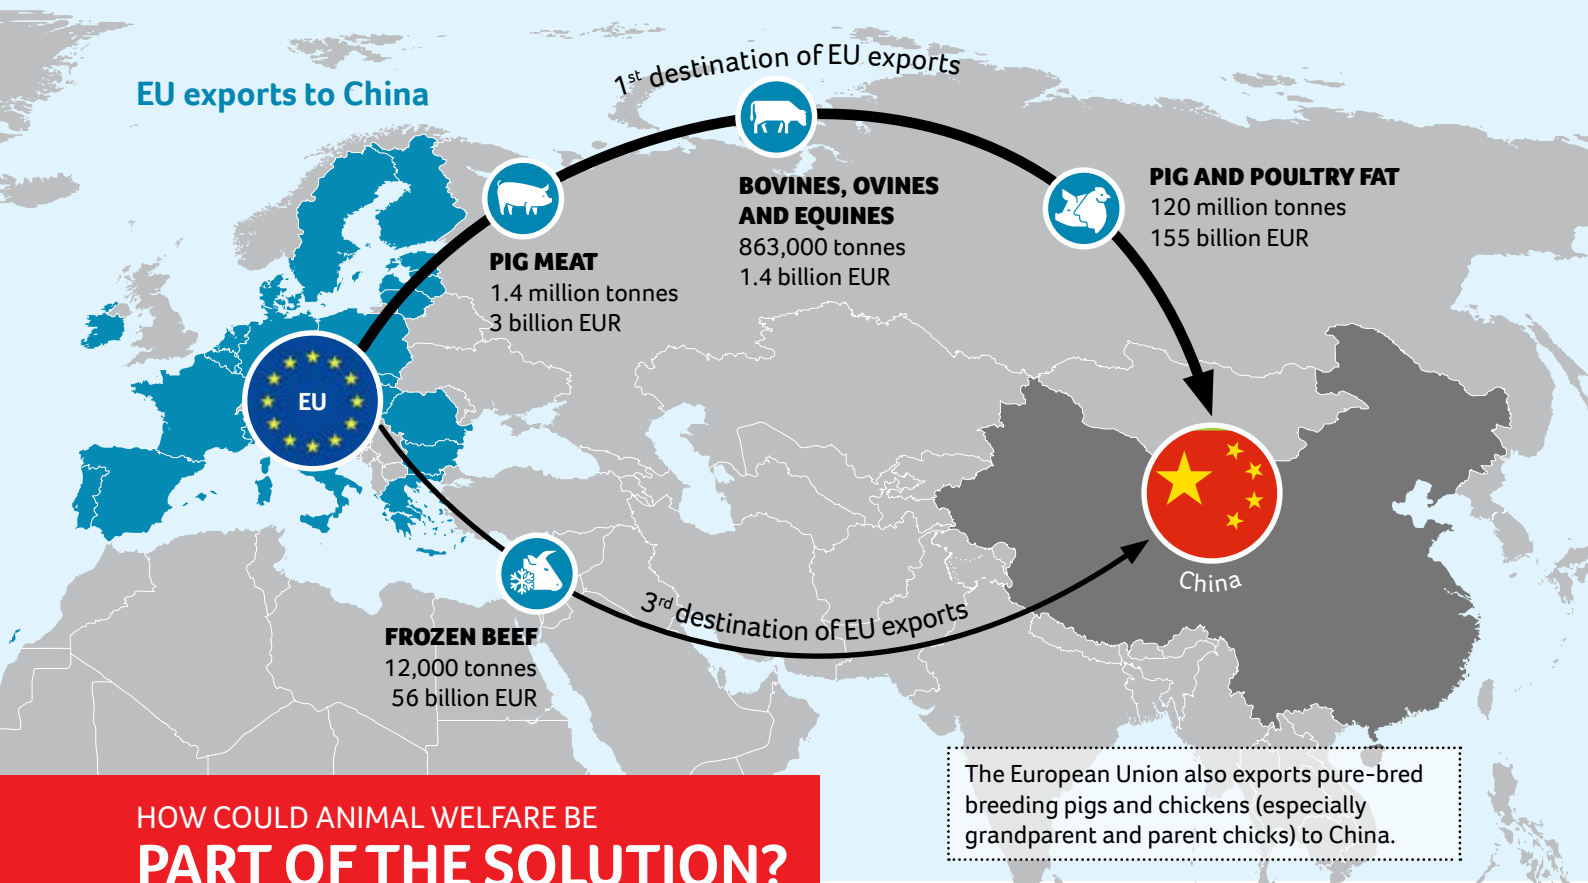 EU exports to China
1st destination of EU exports
PIG MEAT
1.4 million tonnes
3 billion EUR
BOVINES, OVINES
AND EQUINES
863,000 tonnes
1.4 billion EUR
PIG AND POULTRY FAT
120 million tonnes
155 billion EUR
EU
China
3rd destination of EU exports
FROZEN BEEF
12,000 tonnes
56 billion EUR
The European Union also exports pure-bred
breeding pigs and chickens (especially
grandparent and parent chicks) to China.
HOW COULD ANIMAL WELFARE BE
PART OF THE SOLUTION?